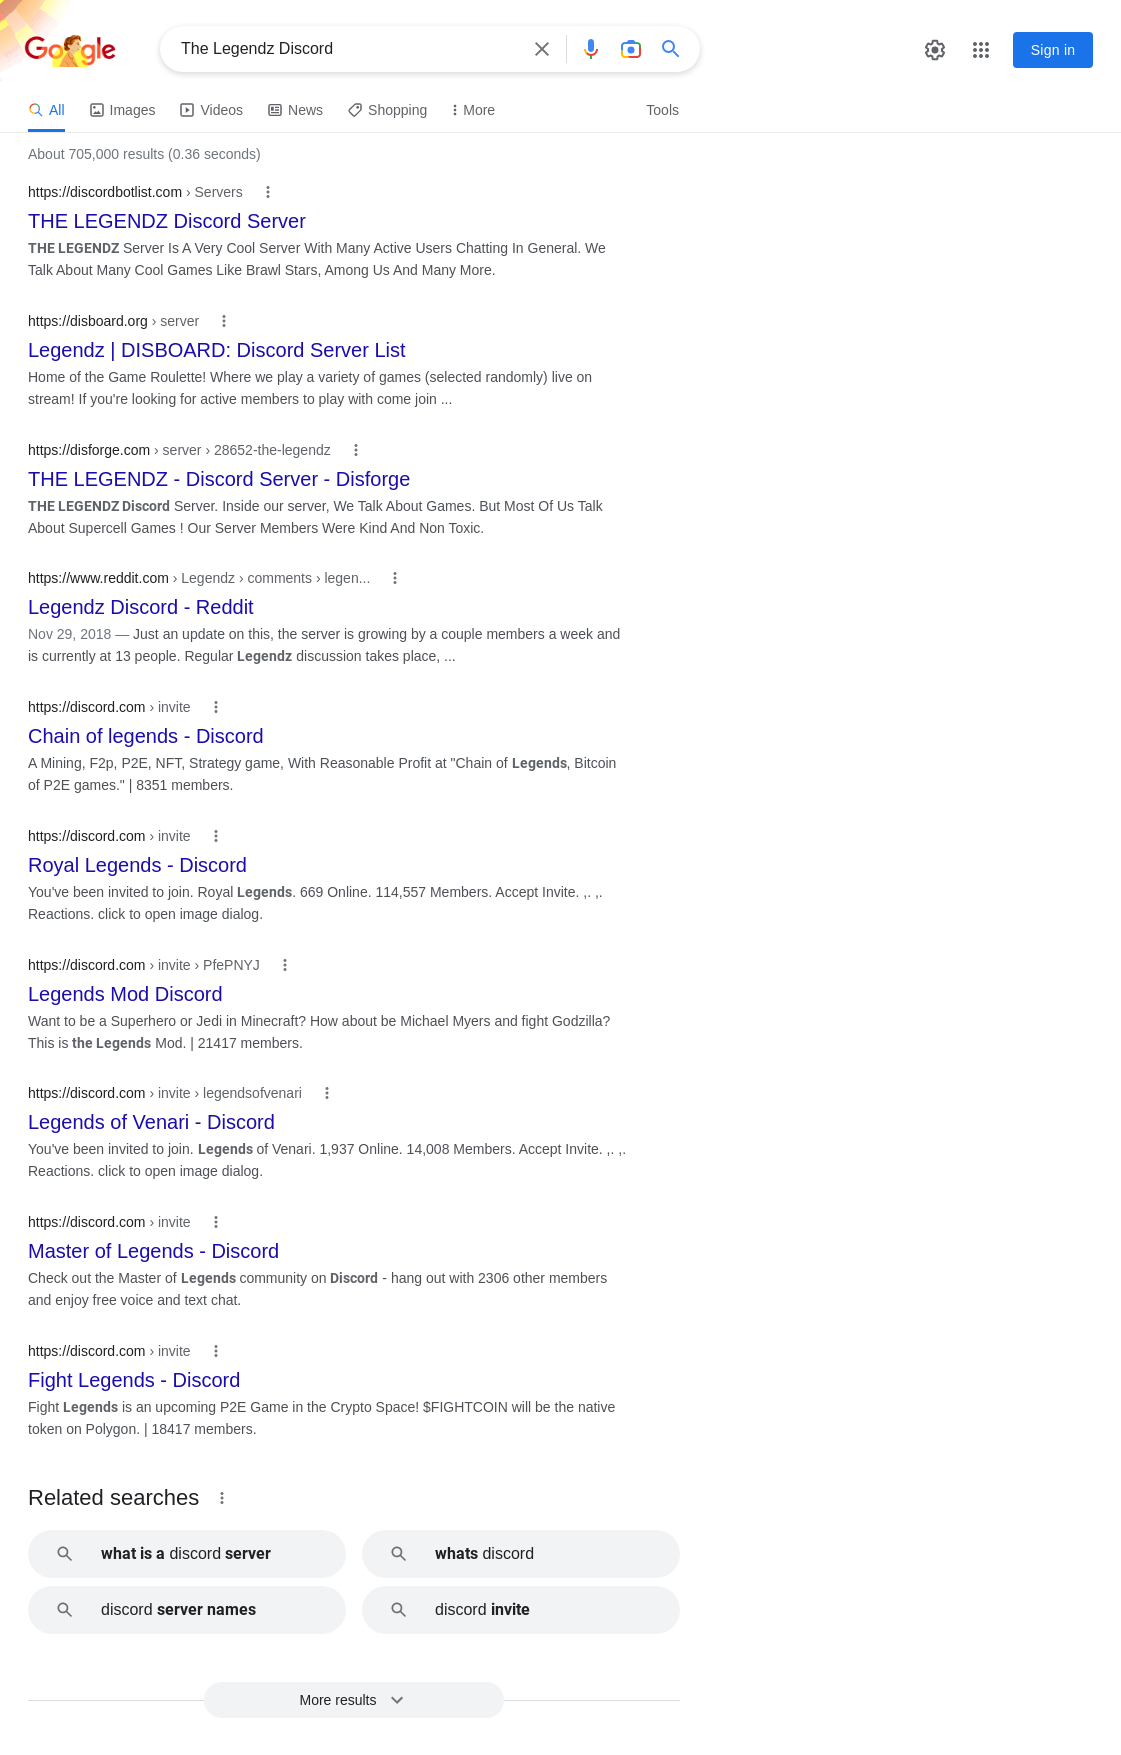 Google
The Legendz Discord
Sign in
All Images Videos News Shopping More Tools
About 705,000 results (0.36 seconds)
https://discordbotlist.com › Servers
THE LEGENDZ Discord Server
THE LEGENDZ Server Is A Very Cool Server With Many Active Users Chatting In General. We
Talk About Many Cool Games Like Brawl Stars, Among Us And Many More.
https://disboard.org › server
Legendz | DISBOARD: Discord Server List
Home of the Game Roulette! Where we play a variety of games (selected randomly) live on
stream! If you're looking for active members to play with come join ...
https://disforge.com › server › 28652-the-legendz
THE LEGENDZ - Discord Server - Disforge
THE LEGENDZ Discord Server. Inside our server, We Talk About Games. But Most Of Us Talk
About Supercell Games ! Our Server Members Were Kind And Non Toxic.
https://www.reddit.com › Legendz › comments › legen...
Legendz Discord - Reddit
Nov 29, 2018 — Just an update on this, the server is growing by a couple members a week and
is currently at 13 people. Regular Legendz discussion takes place, ...
https://discord.com › invite
Chain of legends - Discord
A Mining, F2p, P2E, NFT, Strategy game, With Reasonable Profit at "Chain of Legends, Bitcoin
of P2E games." | 8351 members.
https://discord.com › invite
Royal Legends - Discord
You've been invited to join. Royal Legends. 669 Online. 114,557 Members. Accept Invite. ,. ,.
Reactions. click to open image dialog.
https://discord.com › invite › PfePNYJ
Legends Mod Discord
Want to be a Superhero or Jedi in Minecraft? How about be Michael Myers and fight Godzilla?
This is the Legends Mod. | 21417 members.
https://discord.com › invite › legendsofvenari
Legends of Venari - Discord
You've been invited to join. Legends of Venari. 1,937 Online. 14,008 Members. Accept Invite. ,. ,.
Reactions. click to open image dialog.
https://discord.com › invite
Master of Legends - Discord
Check out the Master of Legends community on Discord - hang out with 2306 other members
and enjoy free voice and text chat.
https://discord.com › invite
Fight Legends - Discord
Fight Legends is an upcoming P2E Game in the Crypto Space! $FIGHTCOIN will be the native
token on Polygon. | 18417 members.
Related searches
what is a discord server
whats discord
discord server names
discord invite
More results